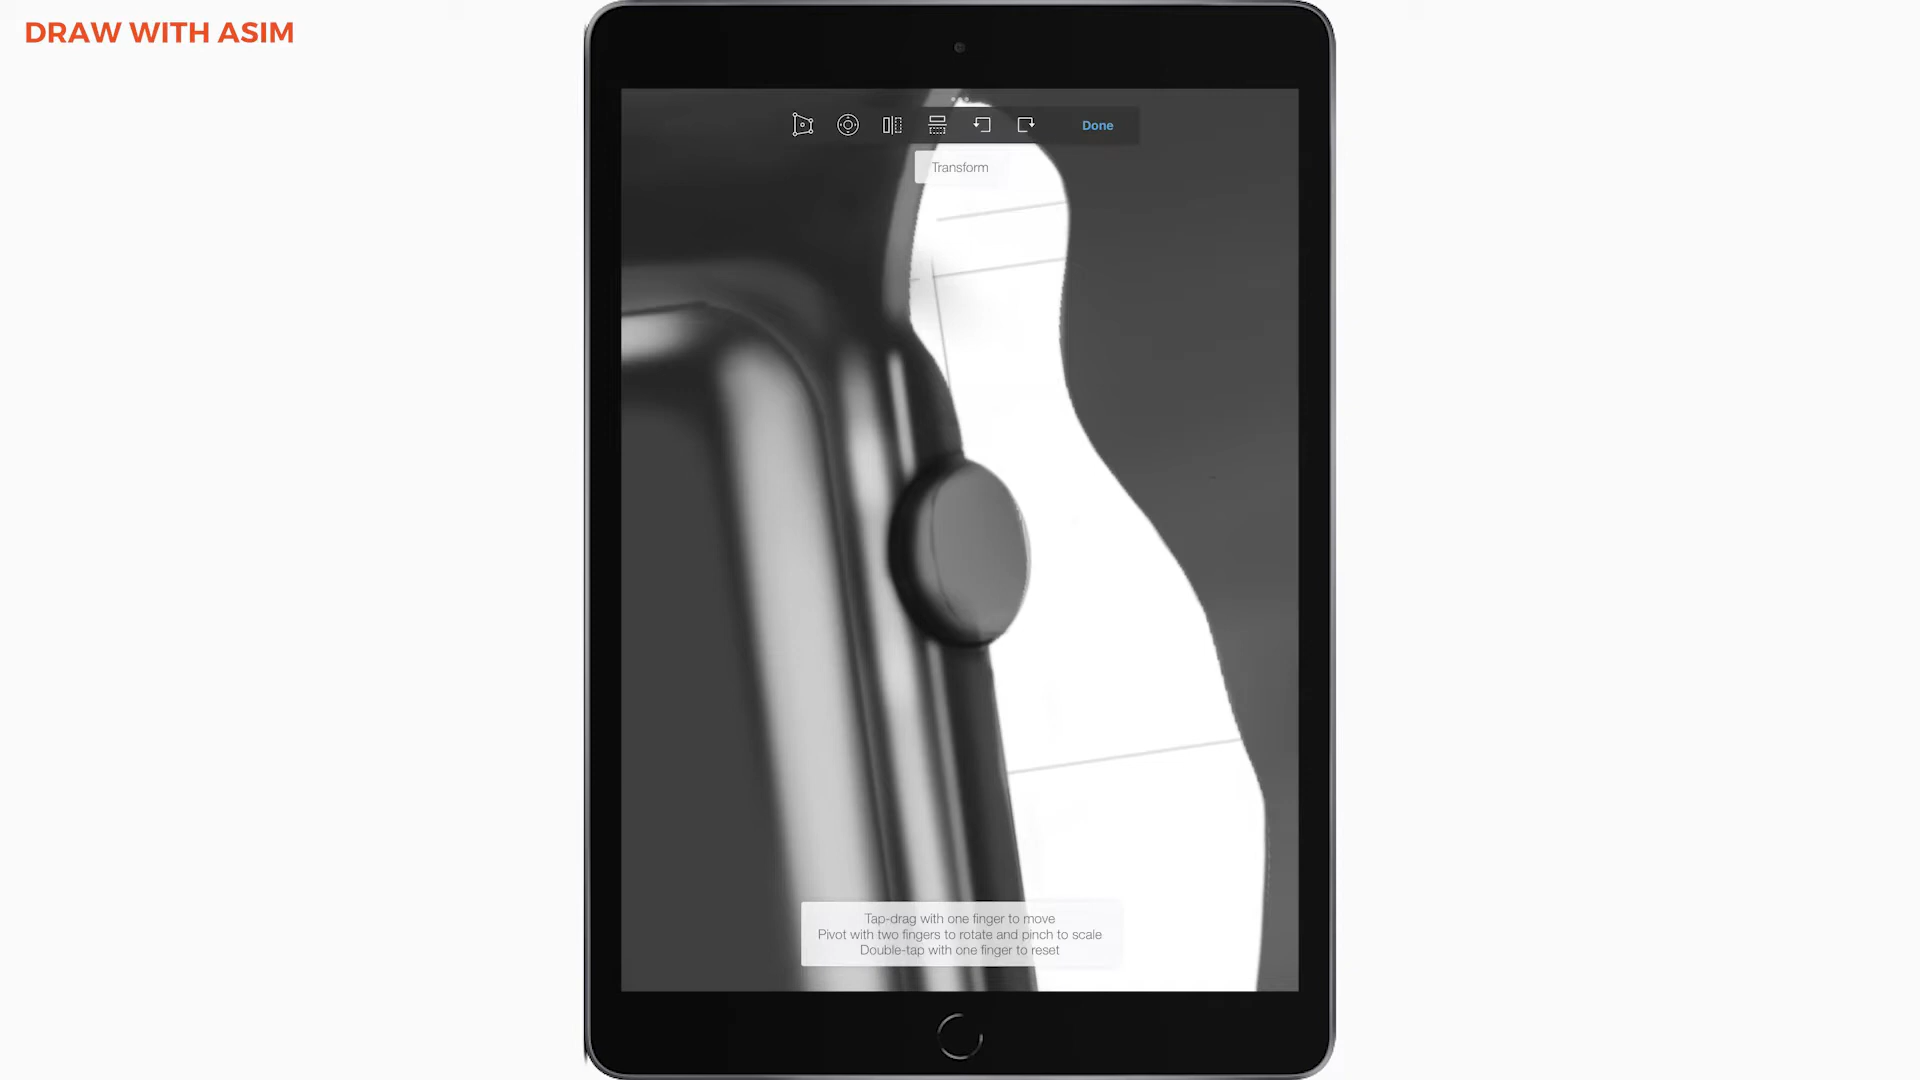 DRAW WITH ASIM
Done
Transform
Tap-drag with one finger to move
Pivot with two fingers to rotate and pinch to scale
Double-tap with one finger to reset